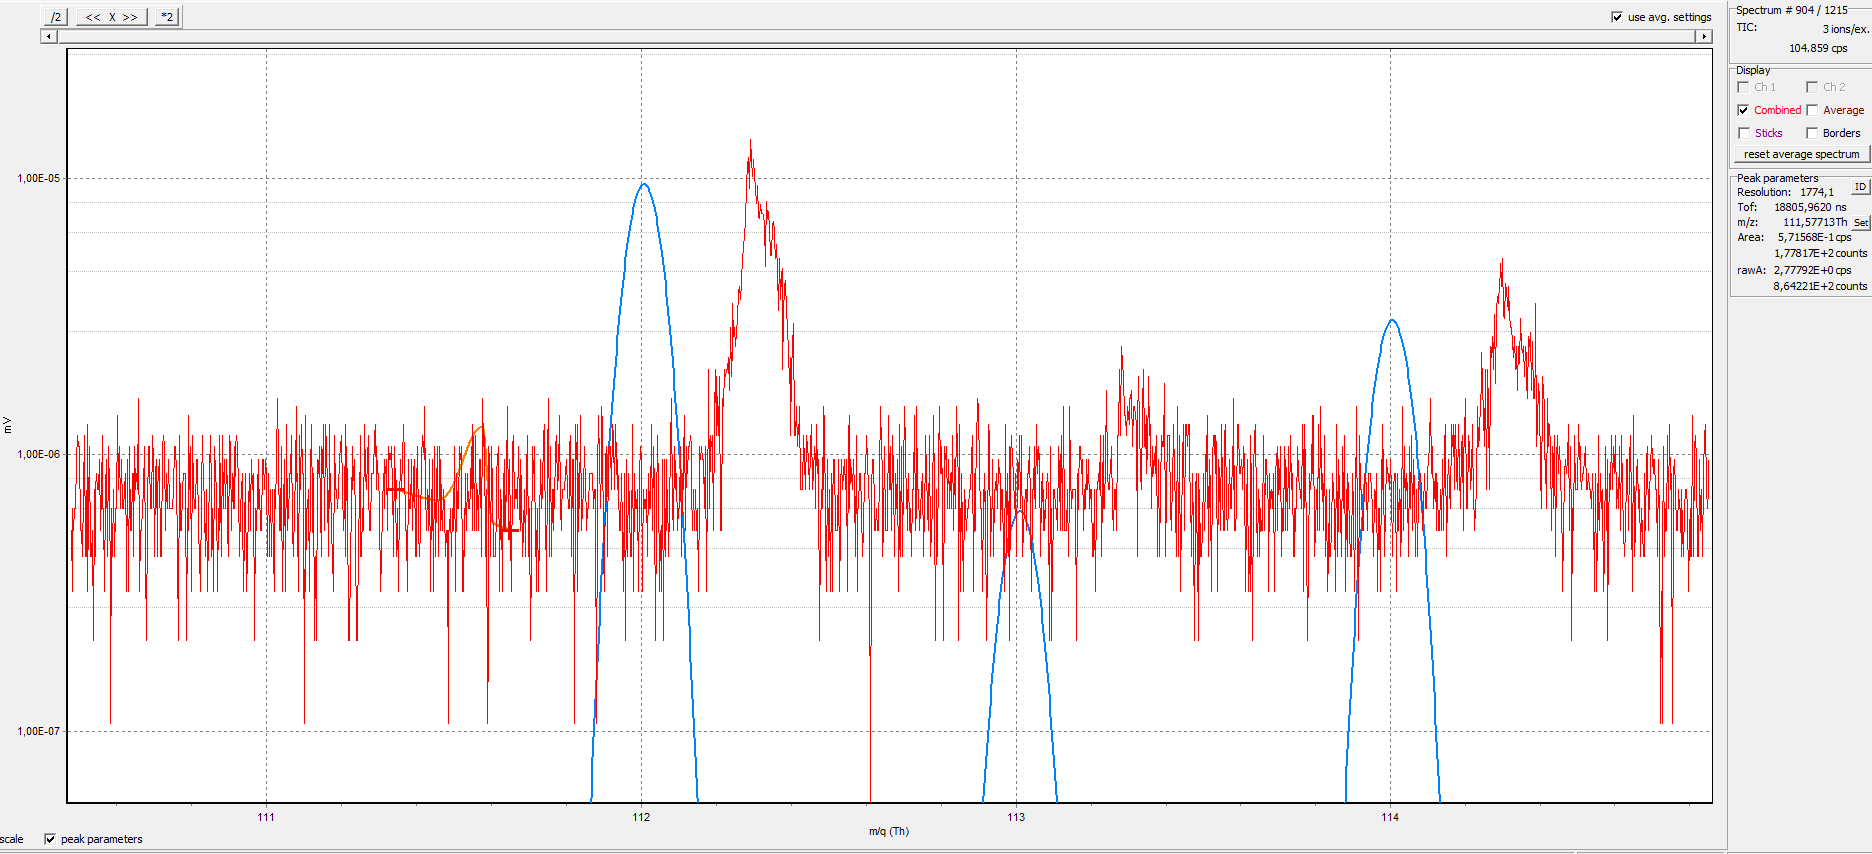 /2 << X >> *2
use avg. settings
1,00E-05
1,00E-06
1,00E-07
mV
111 112 113 114
m/q (Th)
scale peak parameters
Spectrum # 904 / 1215
TIC: 3 ions/ex.
104.859 cps
Display
Ch 1 Ch 2
Combined Average
Sticks Borders
reset average spectrum
Peak parameters
Resolution: 1774,1 ID
Tof: 18805,9620 ns
m/z: 111,57713Th Set
Area: 5,71568E-1 cps
1,77817E+2 counts
rawA: 2,77792E+0 cps
8,64221E+2 counts